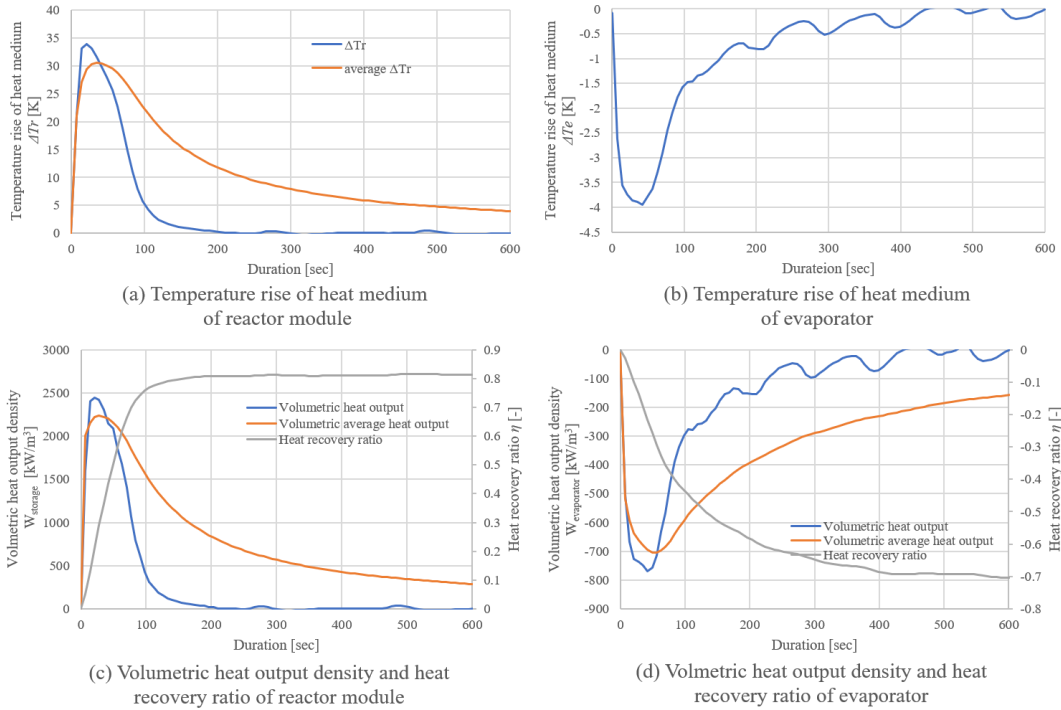 40
35
30
25
20
15
10
5
0
Temperature rise of heat medium
ΔTr [K]
ΔTr
average ΔTr
0 100 200 300 400 500 600
Duration [sec]
(a) Temperature rise of heat medium
of reactor module
0
-0.5
-1
-1.5
-2
-2.5
-3
-3.5
-4
-4.5
Temperature rise of heat medium
ΔTe [K]
0 100 200 300 400 500 600
Durateion [sec]
(b) Temperature rise of heat medium
of evaporator
3000
2500
2000
1500
1000
500
0
Volmetric heat output density
Wstorage [kW/m³]
Volumetric heat output
Volumetric average heat output
Heat recovery ratio
0.9
0.8
0.7
0.6
0.5
0.4
0.3
0.2
0.1
0
Heat recovery ratio η [-]
0 100 200 300 400 500 600
Duration [sec]
(c) Volumetric heat output density and heat
recovery ratio of reactor module
0
-100
-200
-300
-400
-500
-600
-700
-800
-900
Volumetric heat output density
Wevaporator [kW/m³]
Volumetric heat output
Volumetric average heat output
Heat recovery ratio
0
-0.1
-0.2
-0.3
-0.4
-0.5
-0.6
-0.7
-0.8
Heat recovery ratio η [-]
0 100 200 300 400 500 600
Duration [sec]
(d) Volmetric heat output density and heat
recovery ratio of evaporator